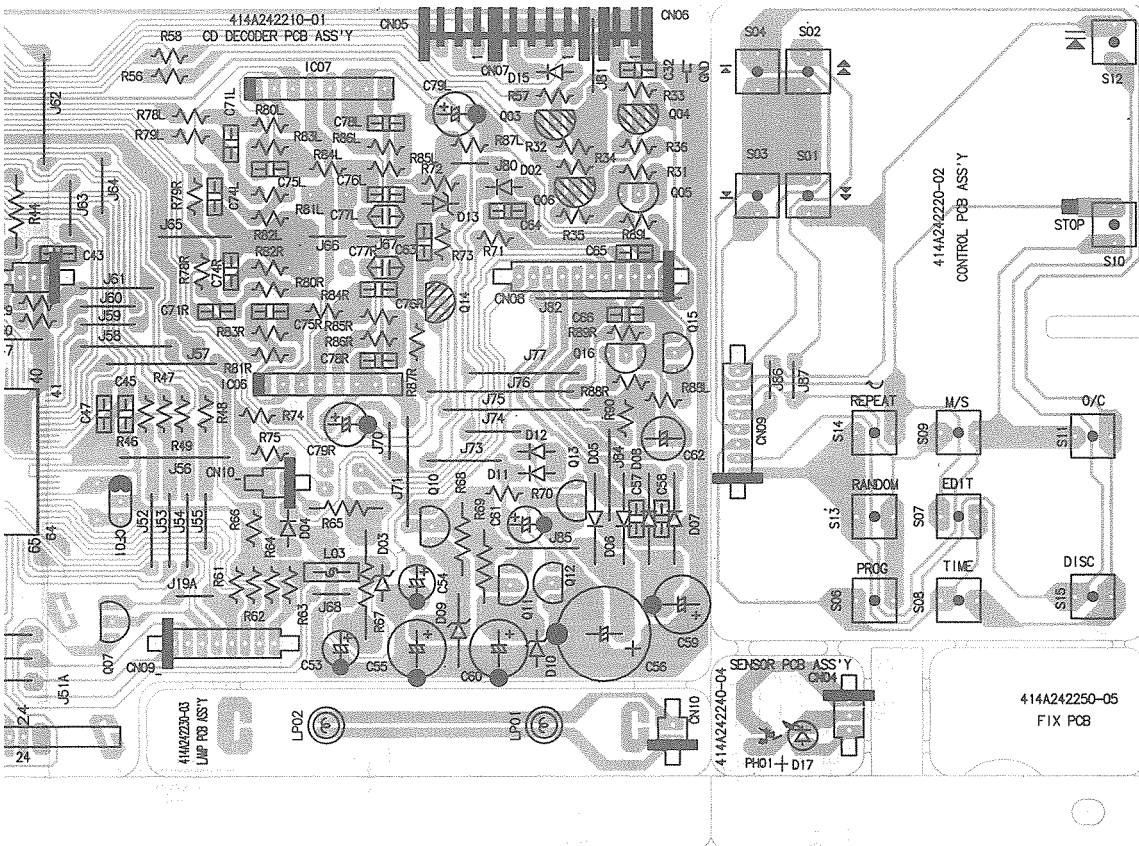 414A242210-01
CD DECODER PCB ASS'Y
CN05
CN06
R58
R56
IC07
CN07
D15
J81
C32
GND
S04
S02
S12
J62
C71L
R80L
C79L
R57
R33
R78L
R79L
C78L
Q03
Q04
R83L
R86L
R87L
R32
R36
R84L
R85L
J80
R34
R72
D02
R31
S03
S01
J63
J64
R79R
C74L
C75L
C76L
Q06
Q05
R44
R81L
C77L
D13
C64
414A242220-02
CONTROL PCB ASS'Y
J65
R82L
J66
J67
R35
R89L
STOP
C43
R78R
C74R
R82R
C77R
C63
R73
R71
C65
S10
J61
R80R
CN08
J60
C71R
R84R
C76R
Q14
J82
J59
R83R
C75R
R85R
C66
Q15
J58
R86R
R89R
J57
R81R
C78R
R87R
J77
Q16
40
41
C45
R47
IC06
J76
R88R
R88L
J86
J87
C47
R48
R74
J75
R90
REPEAT
M/S
O/C
R46
R49
R75
C79R
J70
J74
C62
CN09
S14
S09
S11
J56
CN10
J73
D12
Q13
D05
J84
D08
J71
Q10
R68
D11
R70
C57
C58
RANDOM
EDIT
J52
J53
J54
J55
R66
D04
R65
R69
C61
S13
S07
65
64
R64
J85
D06
D07
L03
D03
J19A
R61
C54
Q12
PROG
TIME
DISC
R62
R63
J68
R67
D09
Q11
S06
S08
S15
Q07
CN09
C53
C55
C60
D10
C56
C59
J51A
SENSOR PCB ASS'Y
CH04
24
24
414A242230-03
LAMP PCB ASS'Y
LP02
LP01
CN10
414A242240-04
PH01
D17
414A242250-05
FIX PCB